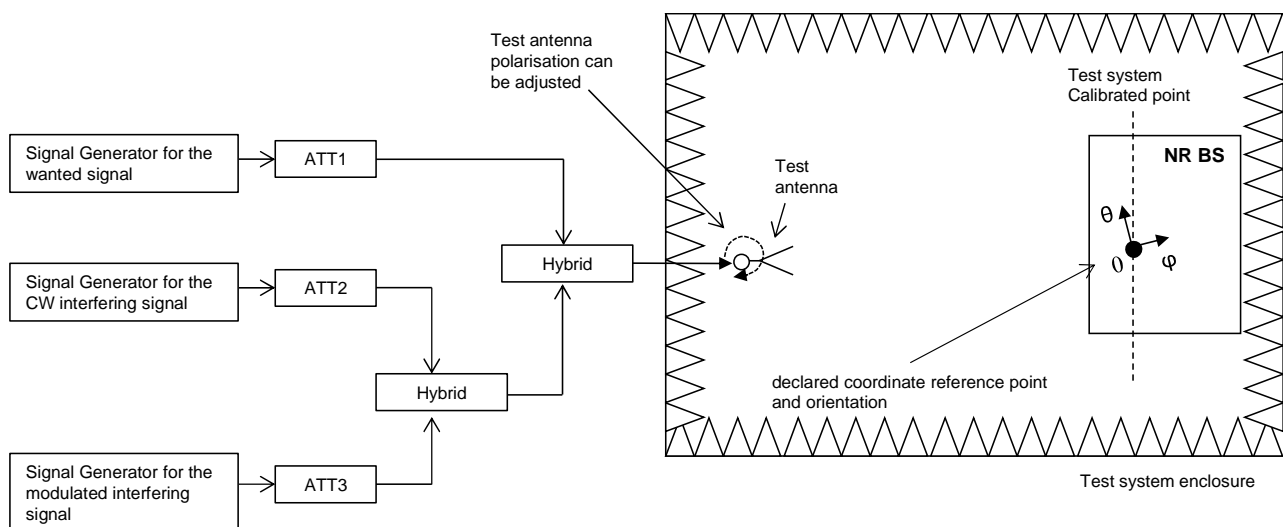 Test antenna
polarisation can
be adjusted
Test system
Calibrated point
Signal Generator for the
wanted signal
ATT1
NR BS
Test
antenna
θ
φ
0
Hybrid
Signal Generator for the
CW interfering signal
ATT2
Hybrid
declared coordinate reference point
and orientation
Signal Generator for the
modulated interfering
signal
ATT3
Test system enclosure